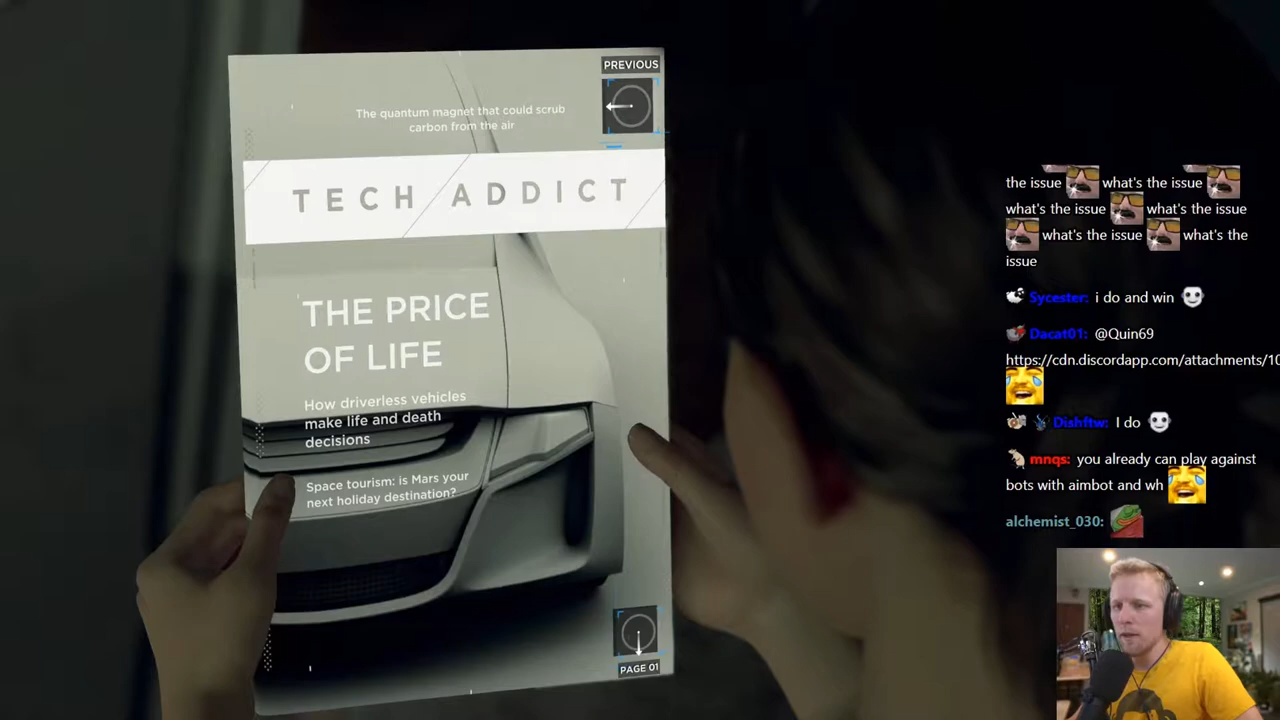 PREVIOUS
The quantum magnet that could scrub
carbon from the air
TECH ADDICT
THE PRICE
OF LIFE
How driverless vehicles
make life and death
decisions
Space tourism: is Mars your
next holiday destination?
PAGE 01
the issue what's the issue
what's the issue what's the issue
what's the issue what's the
issue
Sycester: i do and win
Dacat01: @Quin69
https://cdn.discordapp.com/attachments/10
Dishftw: I do
mnqs: you already can play against
bots with aimbot and wh
alchemist_030: